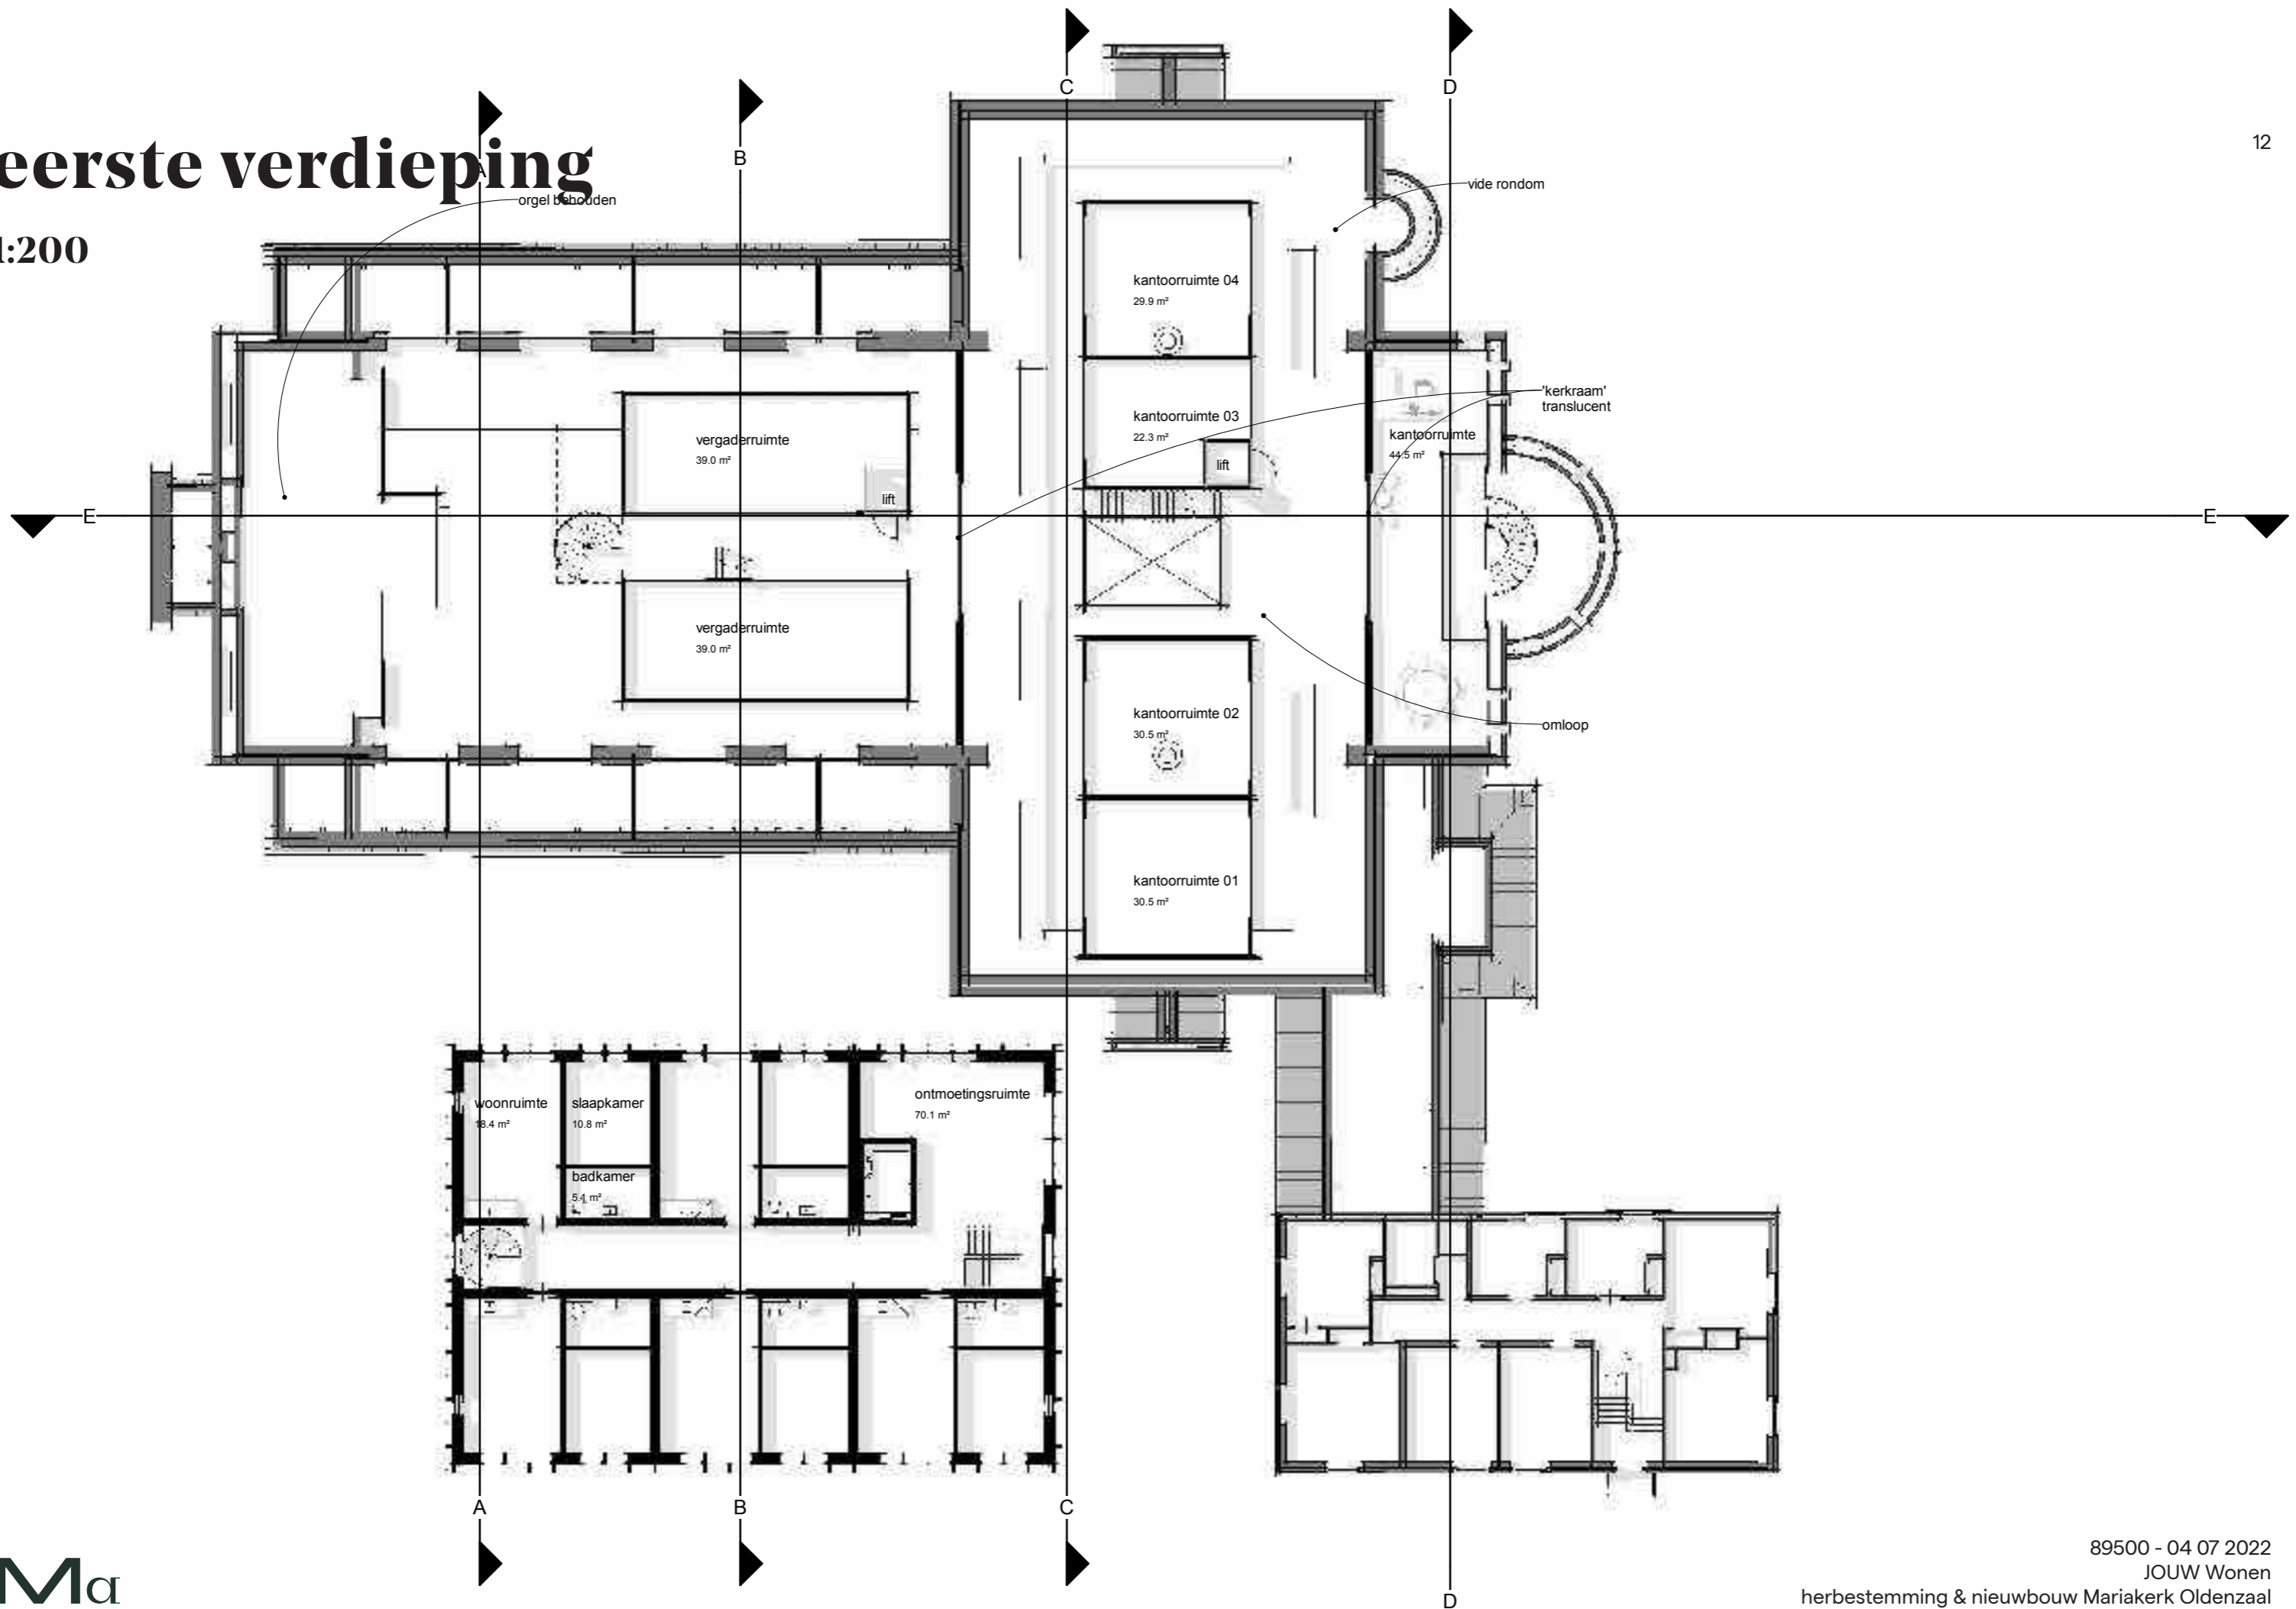 C
D
12
A
B
eerste verdieping
orgel behouden
vide rondom
1:200
kantoorruimte 04
29.9 m²
'kerkraam'
translucent
kantoorruimte 03
22.3 m²
kantoorruimte
44.5 m²
vergaderruimte
39.0 m²
lift
lift
E
E
vergaderruimte
39.0 m²
kantoorruimte 02
30.5 m²
omloop
kantoorruimte 01
30.5 m²
woonruimte
18.4 m²
slaapkamer
10.8 m²
ontmoetingsruimte
70.1 m²
badkamer
5.1 m²
A
B
C
D
Ma
89500 - 04 07 2022
JOUW Wonen
herbestemming & nieuwbouw Mariakerk Oldenzaal